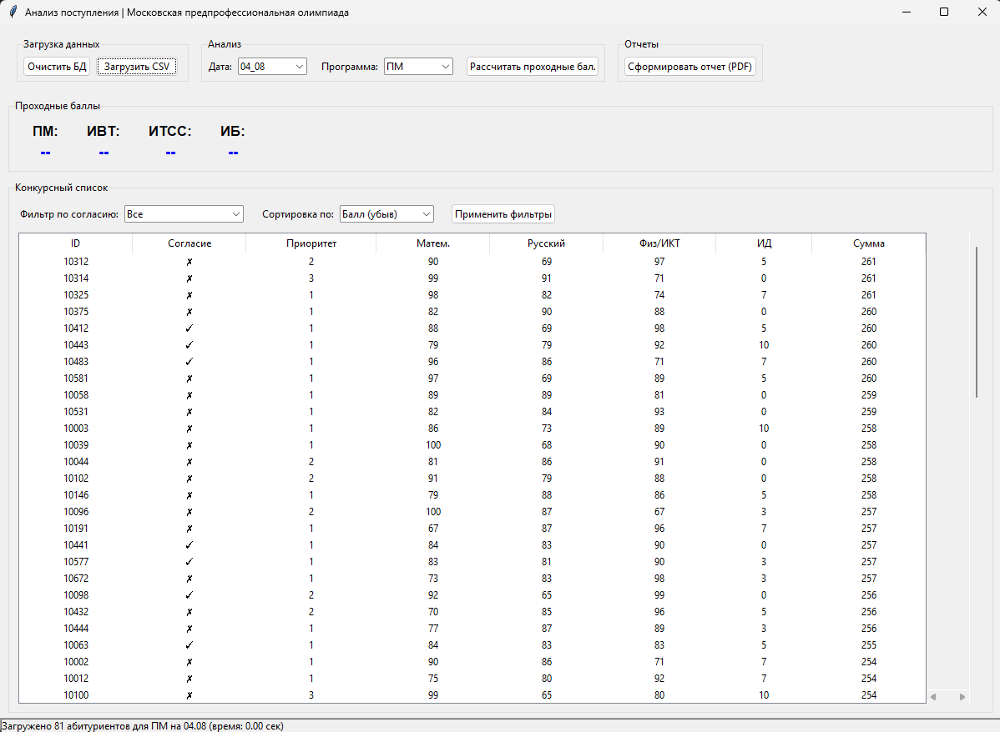 Анализ поступления | Московская предпрофессиональная олимпиада
Загрузка данных Анализ Отчеты
Очистить БД Загрузить CSV Дата: 04_08 Программа: ПМ Рассчитать проходные бал. Сформировать отчет (PDF)
Проходные баллы
ПМ: ИВТ: ИТСС: ИБ:
-- -- -- --
Конкурсный список
Фильтр по согласию: Все Сортировка по: Балл (убыв) Применить фильтры
ID Согласие Приоритет Матем. Русский Физ/ИКТ ИД Сумма
10312 ✗ 2 90 69 97 5 261
10314 ✗ 3 99 91 71 0 261
10325 ✗ 1 98 82 74 7 261
10375 ✗ 1 82 90 88 0 260
10412 ✓ 1 88 69 98 5 260
10443 ✓ 1 79 79 92 10 260
10483 ✓ 1 96 86 71 7 260
10581 ✗ 1 97 69 89 5 260
10058 ✗ 1 89 89 81 0 259
10531 ✗ 1 82 84 93 0 259
10003 ✗ 1 86 73 89 10 258
10039 ✗ 1 100 68 90 0 258
10044 ✗ 2 81 86 91 0 258
10102 ✗ 2 91 79 88 0 258
10146 ✗ 1 79 88 86 5 258
10096 ✗ 2 100 87 67 3 257
10191 ✗ 1 67 87 96 7 257
10441 ✓ 1 84 83 90 0 257
10577 ✓ 1 83 81 90 3 257
10672 ✗ 1 73 83 98 3 257
10098 ✓ 2 92 65 99 0 256
10432 ✗ 2 70 85 96 5 256
10444 ✗ 1 77 87 89 3 256
10063 ✓ 1 84 83 83 5 255
10002 ✗ 1 90 86 71 7 254
10012 ✗ 1 75 80 92 7 254
10100 ✗ 3 99 65 80 10 254
Загружено 81 абитуриентов для ПМ на 04.08 (время: 0.00 сек)